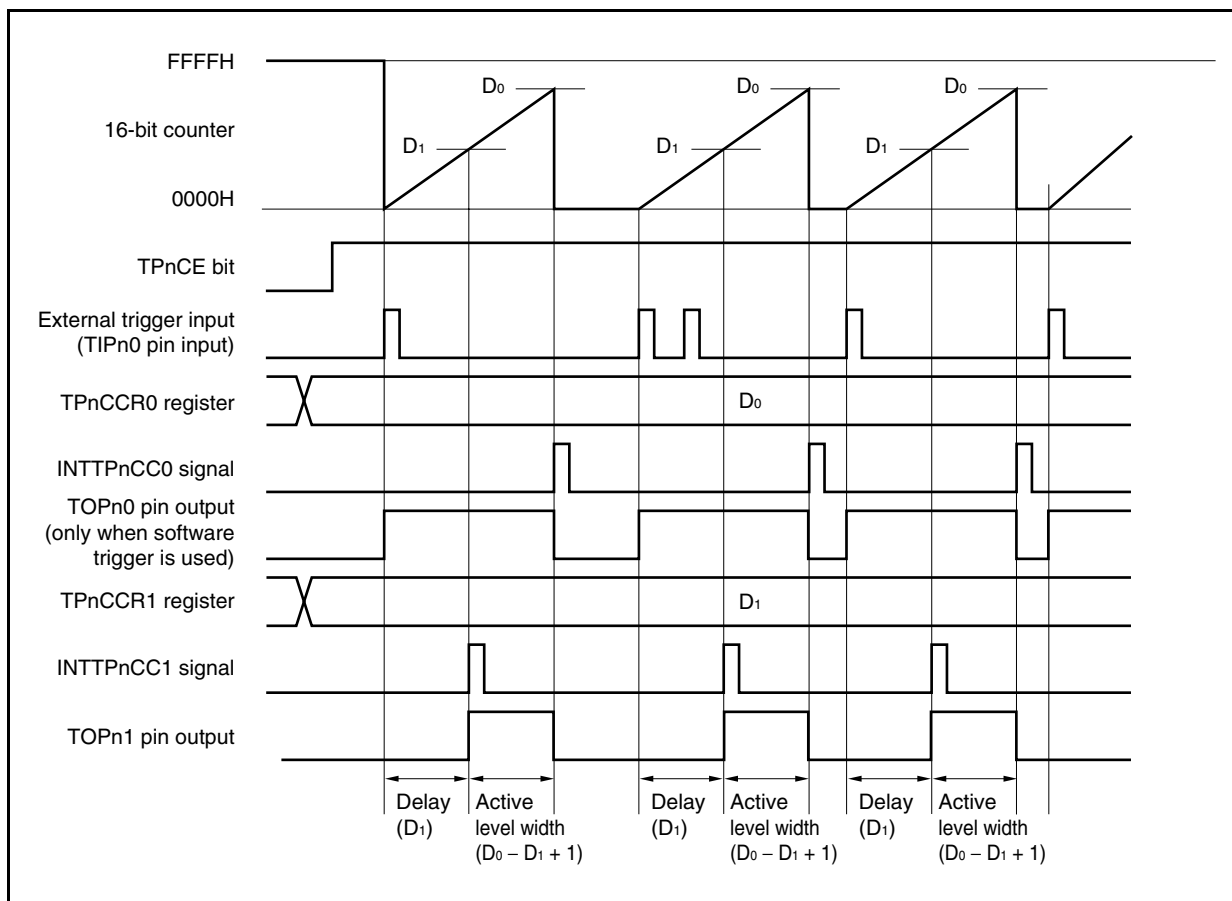 FFFFH
D0 D0 D0
16-bit counter
D1 D1 D1
0000H
TPnCE bit
External trigger input
(TIPn0 pin input)
TPnCCR0 register
D0
INTTPnCC0 signal
TOPn0 pin output
(only when software
trigger is used)
TPnCCR1 register
D1
INTTPnCC1 signal
TOPn1 pin output
Delay
(D1)
Active
level width
(D0 – D1 + 1)
Delay
(D1)
Active
level width
(D0 – D1 + 1)
Delay
(D1)
Active
level width
(D0 – D1 + 1)